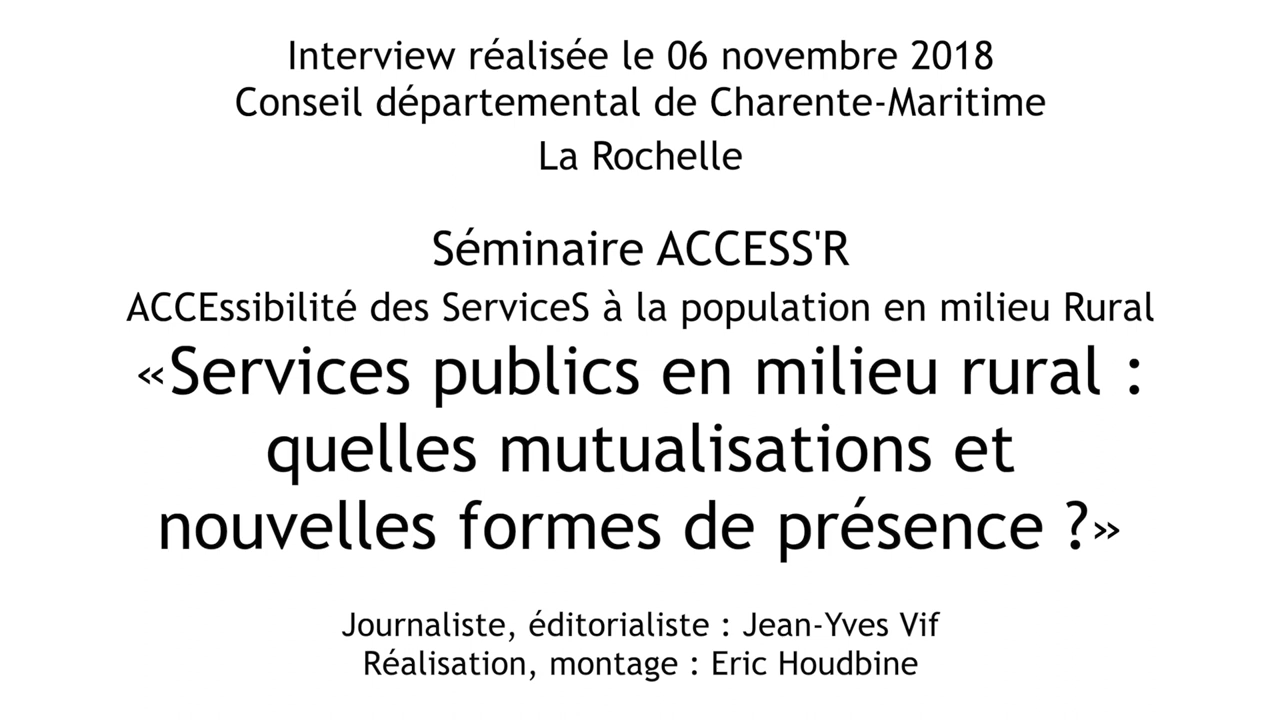 Interview réalisée le 06 novembre 2018
Conseil départemental de Charente-Maritime
La Rochelle
Séminaire ACCESS'R
ACCEssibilité des ServiceS à la population en milieu Rural
«Services publics en milieu rural :
quelles mutualisations et
nouvelles formes de présence ?»
Journaliste, éditorialiste : Jean-Yves Vif
Réalisation, montage : Eric Houdbine